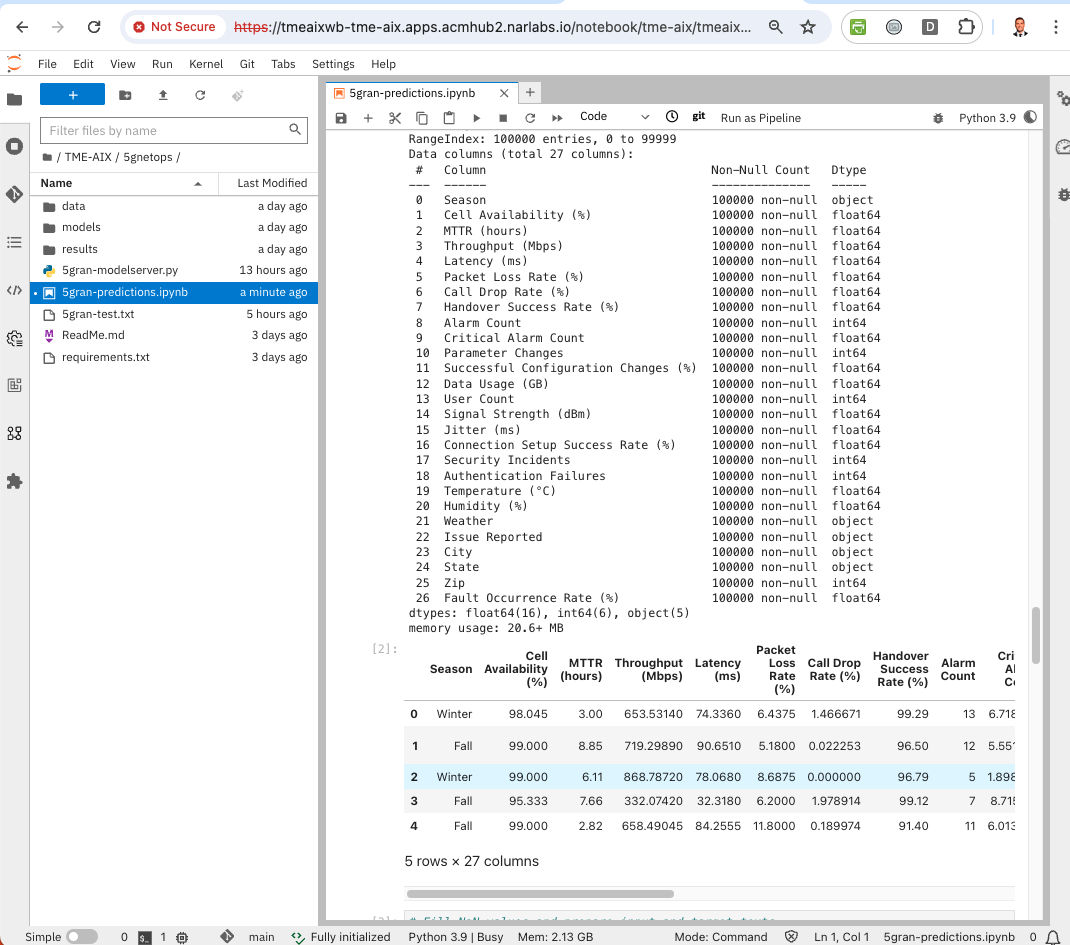 Not Secure https://tmeaixwb-tme-aix.apps.acmhub2.narlabs.io/notebook/tme-aix/tmeaix... D
File Edit View Run Kernel Git Tabs Settings Help
5gran-predictions.ipynb
Code git Run as Pipeline Python 3.9
Filter files by name
/ TME-AIX / 5gnetops /
Name Last Modified
data a day ago
models a day ago
results a day ago
5gran-modelserver.py 13 hours ago
5gran-predictions.ipynb a minute ago
5gran-test.txt 5 hours ago
ReadMe.md 3 days ago
requirements.txt 3 days ago
RangeIndex: 100000 entries, 0 to 99999
Data columns (total 27 columns):
# Column Non-Null Count Dtype
--- ------ -------------- -----
0 Season 100000 non-null object
1 Cell Availability (%) 100000 non-null float64
2 MTTR (hours) 100000 non-null float64
3 Throughput (Mbps) 100000 non-null float64
4 Latency (ms) 100000 non-null float64
5 Packet Loss Rate (%) 100000 non-null float64
6 Call Drop Rate (%) 100000 non-null float64
7 Handover Success Rate (%) 100000 non-null float64
8 Alarm Count 100000 non-null int64
9 Critical Alarm Count 100000 non-null float64
10 Parameter Changes 100000 non-null int64
11 Successful Configuration Changes (%) 100000 non-null float64
12 Data Usage (GB) 100000 non-null float64
13 User Count 100000 non-null int64
14 Signal Strength (dBm) 100000 non-null float64
15 Jitter (ms) 100000 non-null float64
16 Connection Setup Success Rate (%) 100000 non-null float64
17 Security Incidents 100000 non-null int64
18 Authentication Failures 100000 non-null int64
19 Temperature (°C) 100000 non-null float64
20 Humidity (%) 100000 non-null float64
21 Weather 100000 non-null object
22 Issue Reported 100000 non-null object
23 City 100000 non-null object
24 State 100000 non-null object
25 Zip 100000 non-null int64
26 Fault Occurrence Rate (%) 100000 non-null float64
dtypes: float64(16), int64(6), object(5)
memory usage: 20.6+ MB
[2]:
Season Cell Availability (%) MTTR (hours) Throughput (Mbps) Latency (ms) Packet Loss Rate (%) Call Drop Rate (%) Handover Success Rate (%) Alarm Count
0 Winter 98.045 3.00 653.53140 74.3360 6.4375 1.466671 99.29 13 6.718
1 Fall 99.000 8.85 719.29890 90.6510 5.1800 0.022253 96.50 12 5.551
2 Winter 99.000 6.11 868.78720 78.0680 8.6875 0.000000 96.79 5 1.898
3 Fall 95.333 7.66 332.07420 32.3180 6.2000 1.978914 99.12 7 8.715
4 Fall 99.000 2.82 658.49045 84.2555 11.8000 0.189974 91.40 11 6.013
5 rows × 27 columns
Simple 0 1 main Fully initialized Python 3.9 | Busy Mem: 2.13 GB Mode: Command Ln 1, Col 1 5gran-predictions.ipynb 0